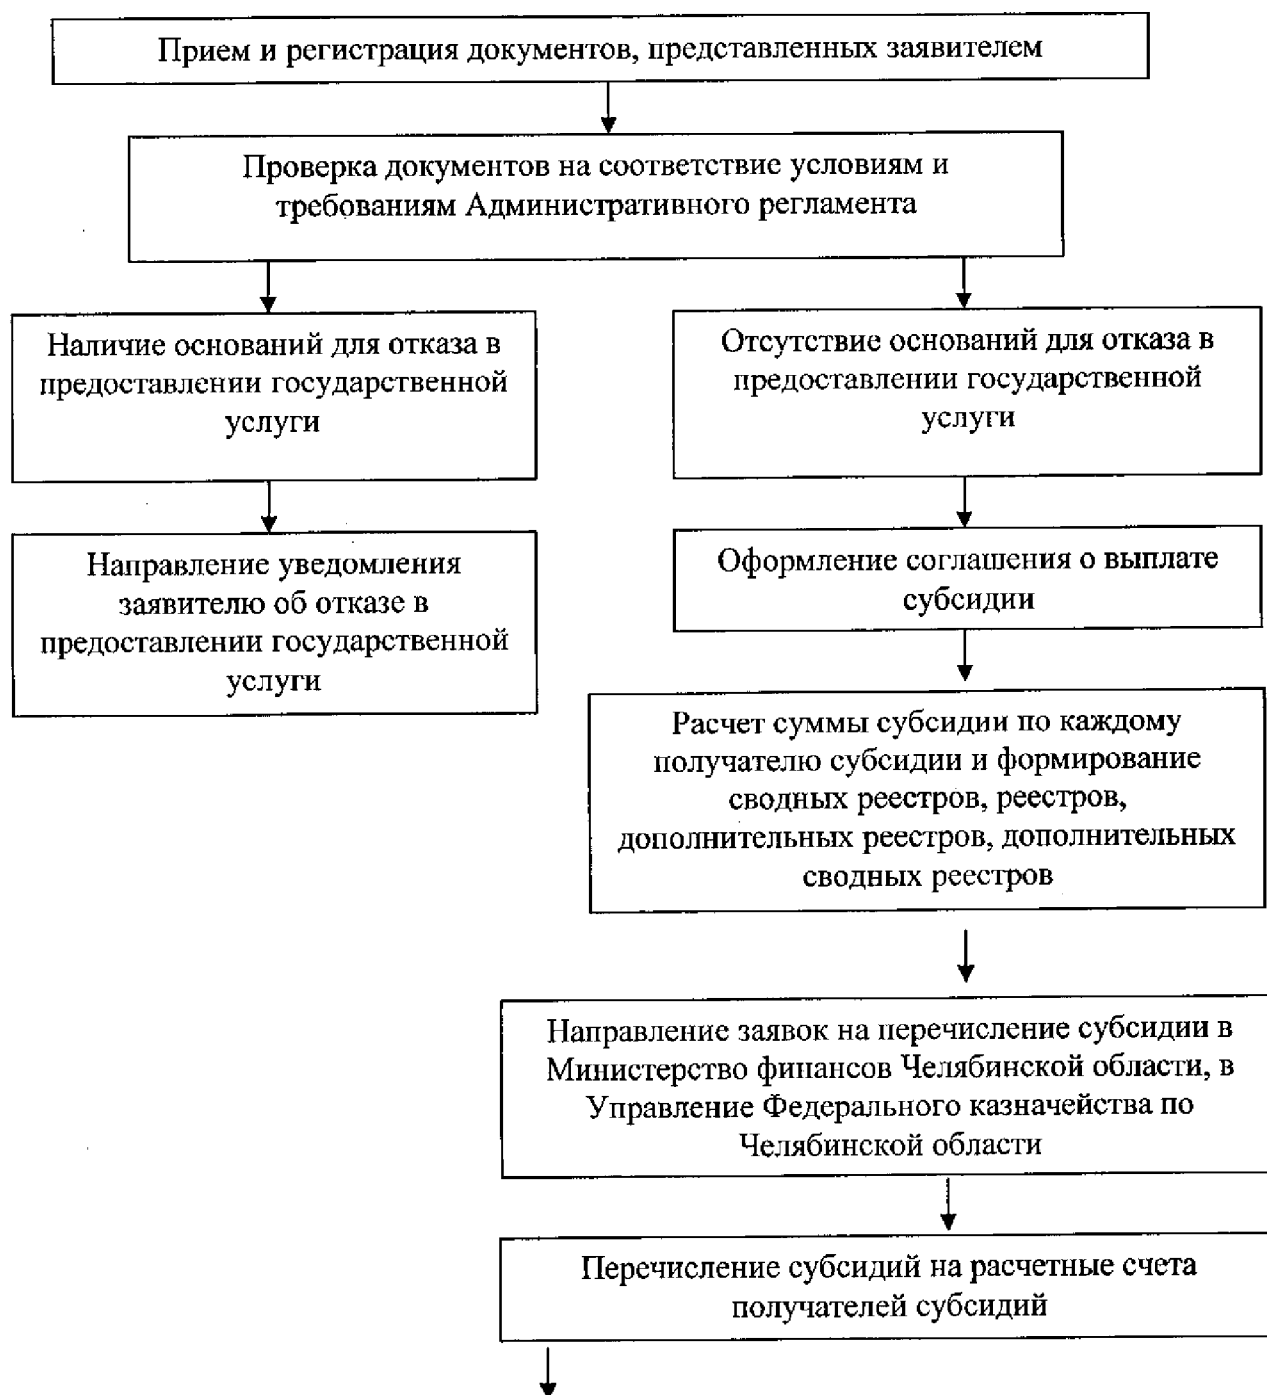 Прием и регистрация документов, представленных заявителем
Проверка документов на соответствие условиям и
требованиям Административного регламента
Наличие оснований для отказа в
предоставлении государственной
услуги
Отсутствие оснований для отказа в
предоставлении государственной
услуги
Направление уведомления
заявителю об отказе в
предоставлении государственной
услуги
Оформление соглашения о выплате
субсидии
Расчет суммы субсидии по каждому
получателю субсидии и формирование
сводных реестров, реестров,
дополнительных реестров, дополнительных
сводных реестров
Направление заявок на перечисление субсидии в
Министерство финансов Челябинской области, в
Управление Федерального казначейства по
Челябинской области
Перечисление субсидий на расчетные счета
получателей субсидий